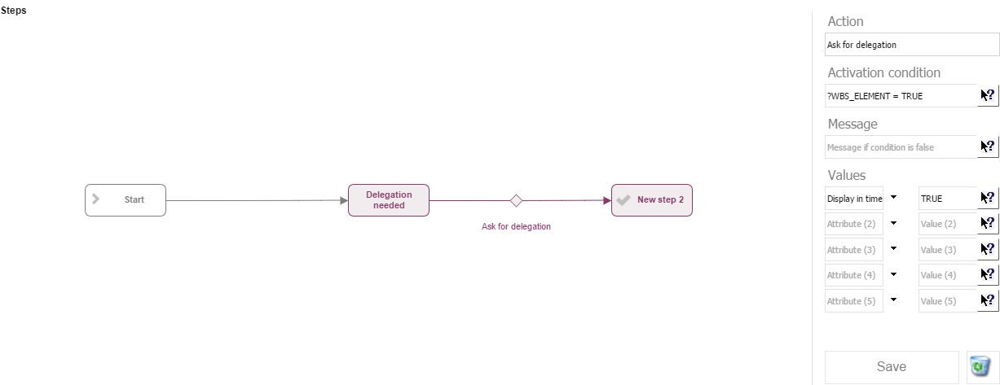 Steps
Start
Delegation
needed
Ask for delegation
New step 2
Action
Ask for delegation
Activation condition
?WBS_ELEMENT = TRUE
Message
Message if condition is false
Values
Display in time TRUE
Attribute (2) Value (2)
Attribute (3) Value (3)
Attribute (4) Value (4)
Attribute (5) Value (5)
Save